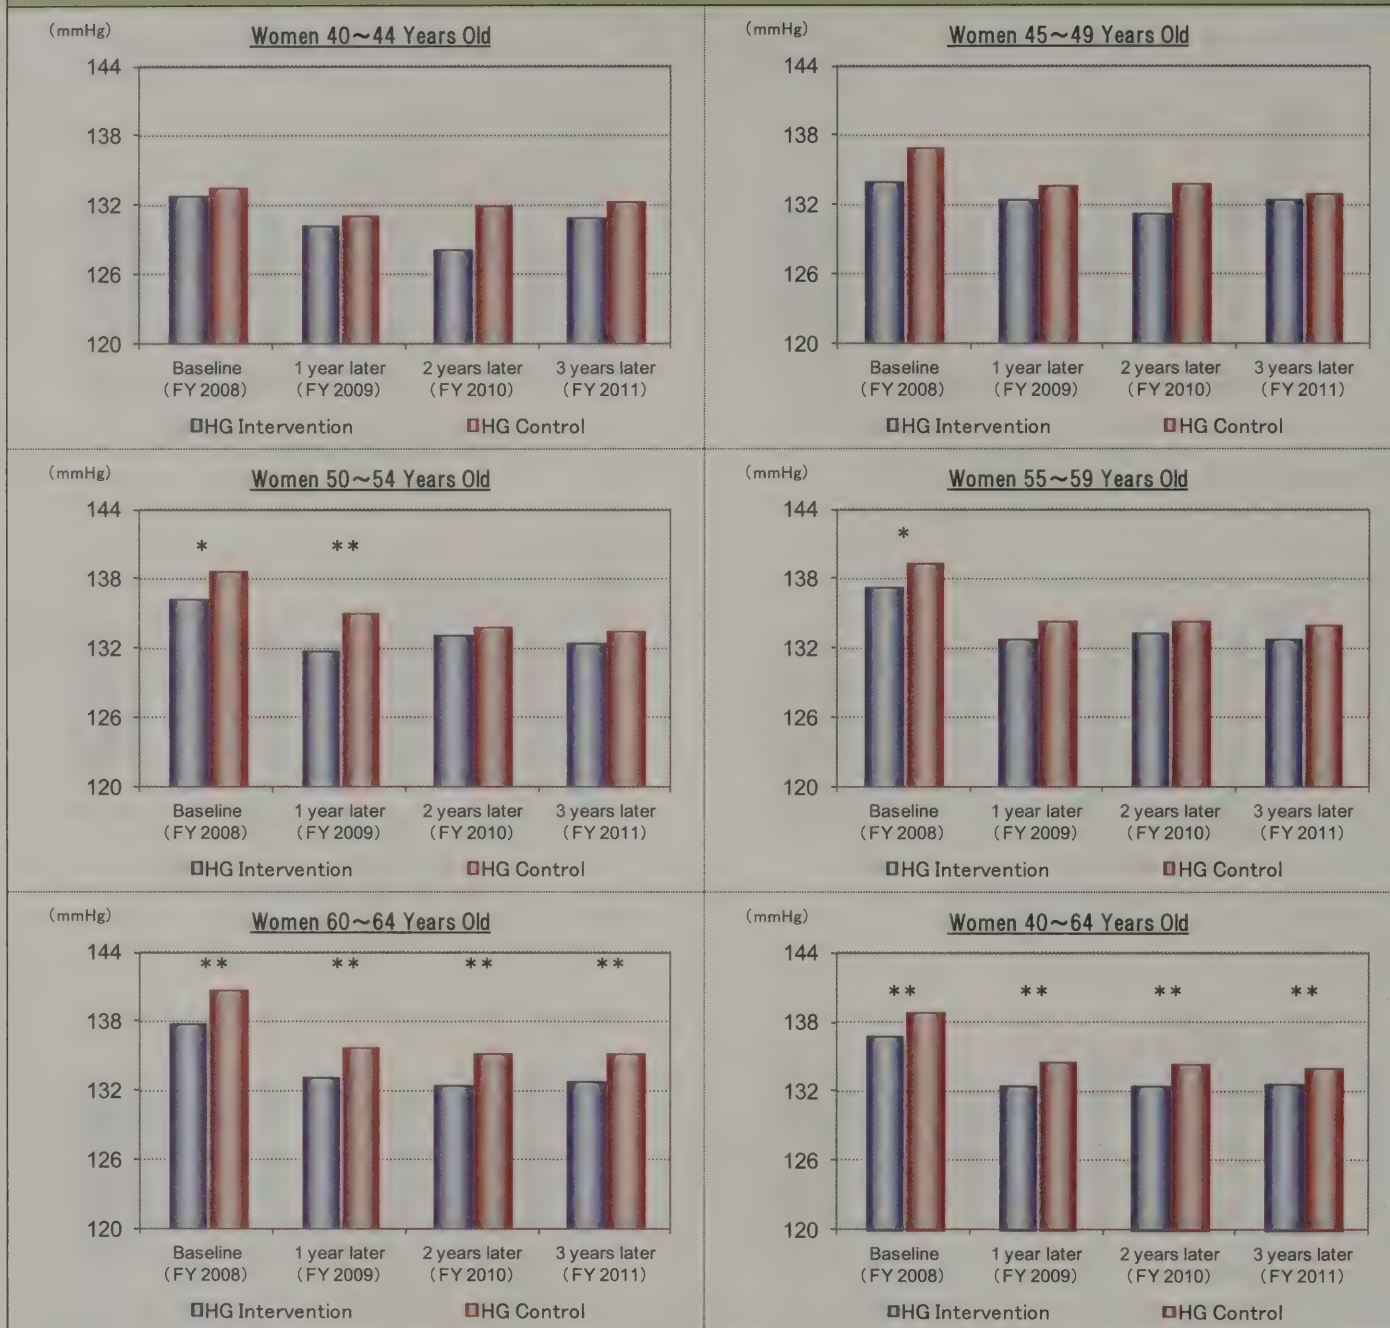 (mmHg)
Women 40～44 Years Old
144
138
132
126
120
Baseline 1 year later 2 years later 3 years later
(FY 2008) (FY 2009) (FY 2010) (FY 2011)
HG Intervention HG Control
(mmHg)
Women 45～49 Years Old
144
138
132
126
120
Baseline 1 year later 2 years later 3 years later
(FY 2008) (FY 2009) (FY 2010) (FY 2011)
HG Intervention HG Control
(mmHg)
Women 50～54 Years Old
144
* **
138
132
126
120
Baseline 1 year later 2 years later 3 years later
(FY 2008) (FY 2009) (FY 2010) (FY 2011)
HG Intervention HG Control
(mmHg)
Women 55～59 Years Old
144
*
138
132
126
120
Baseline 1 year later 2 years later 3 years later
(FY 2008) (FY 2009) (FY 2010) (FY 2011)
HG Intervention HG Control
(mmHg)
Women 60～64 Years Old
144
** ** ** **
138
132
126
120
Baseline 1 year later 2 years later 3 years later
(FY 2008) (FY 2009) (FY 2010) (FY 2011)
HG Intervention HG Control
(mmHg)
Women 40～64 Years Old
144
** ** ** **
138
132
126
120
Baseline 1 year later 2 years later 3 years later
(FY 2008) (FY 2009) (FY 2010) (FY 2011)
HG Intervention HG Control